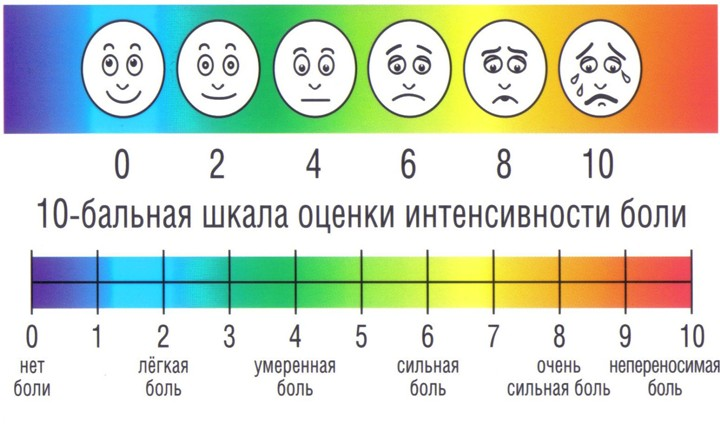 0 2 4 6 8 10
10-бальная шкала оценки интенсивности боли
0 1 2 3 4 5 6 7 8 9 10
нет боли
лёгкая боль
умеренная боль
сильная боль
очень сильная боль
непереносимая боль